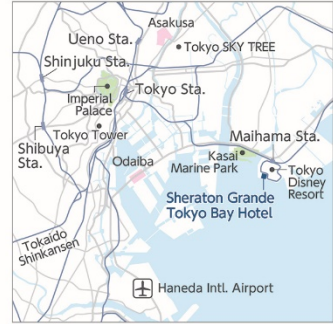 Asakusa
Ueno Sta.
Tokyo SKY TREE
Shinjuku Sta.
Tokyo Sta.
Imperial
Palace
Tokyo Tower
Maihama Sta.
Shibuya
Sta.
Odaiba
Kasai
Marine Park
Tokyo
Disney
Resort
Sheraton Grande
Tokyo Bay Hotel
Tokaido
Shinkansen
Haneda Intl. Airport